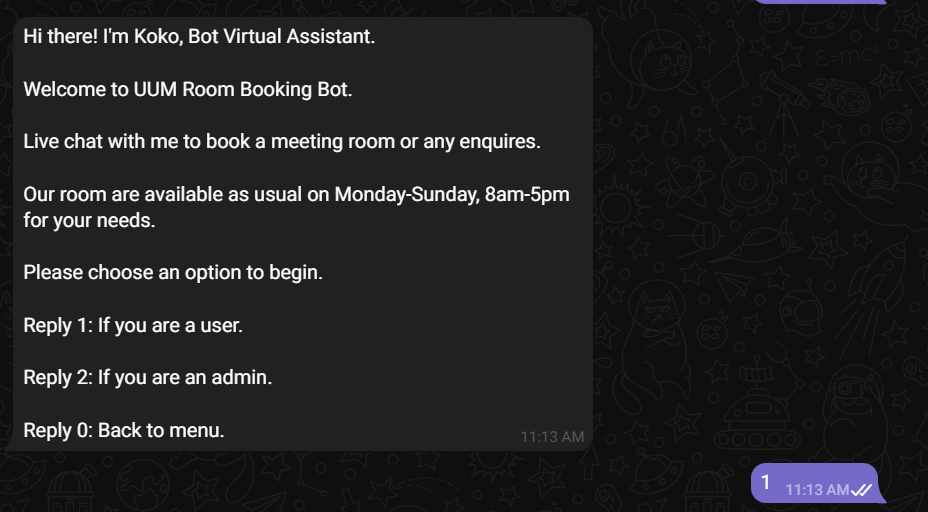 Hi there! I'm Koko, Bot Virtual Assistant.
Welcome to UUM Room Booking Bot.
Live chat with me to book a meeting room or any enquires.
Our room are available as usual on Monday-Sunday, 8am-5pm
for your needs.
Please choose an option to begin.
Reply 1: If you are a user.
Reply 2: If you are an admin.
Reply 0: Back to menu.
11:13 AM
1
11:13 AM
E=mc²